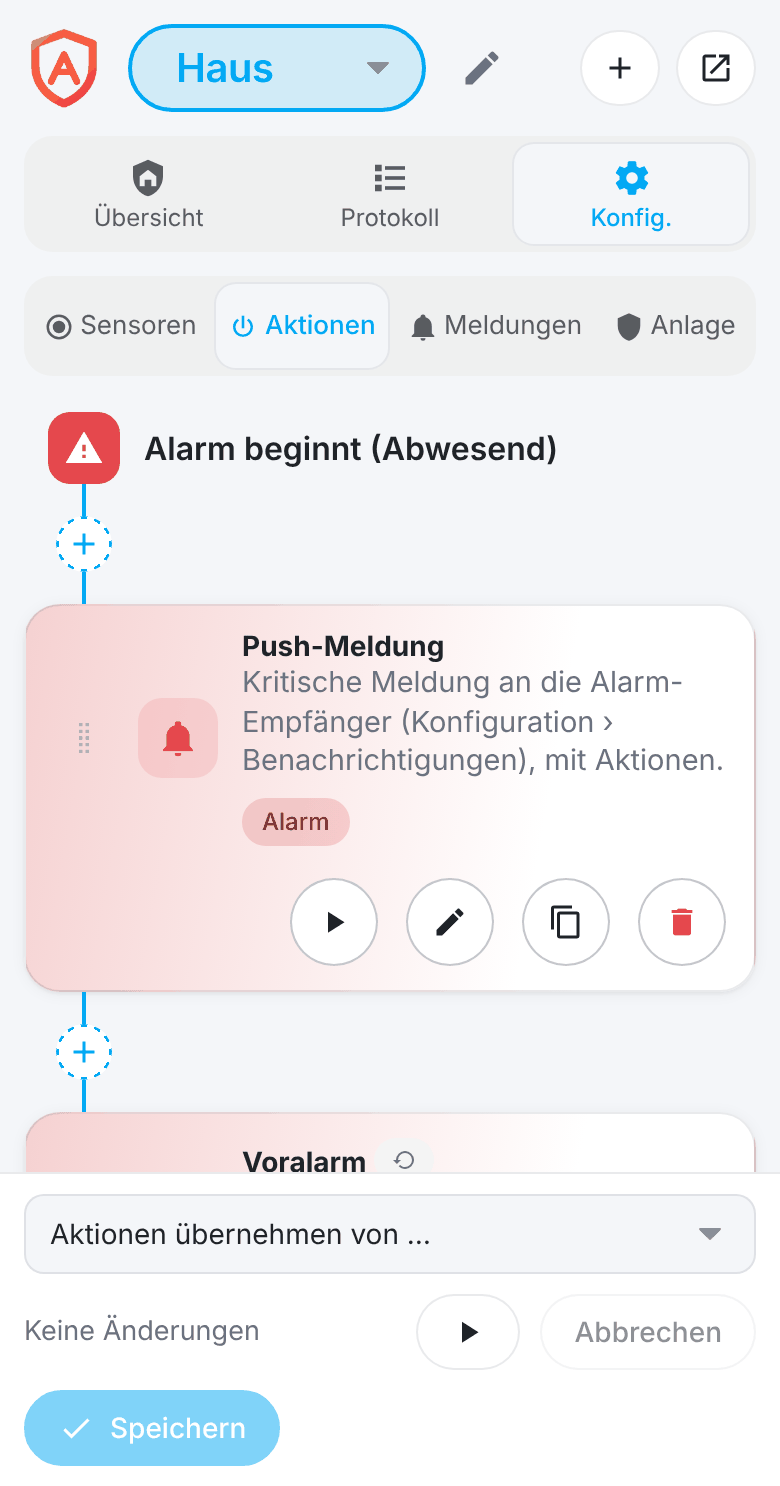 Haus
Übersicht
Protokoll
Konfig.
Sensoren
Aktionen
Meldungen
Anlage
Alarm beginnt (Abwesend)
Push-Meldung
Kritische Meldung an die Alarm-
Empfänger (Konfiguration ›
Benachrichtigungen), mit Aktionen.
Alarm
Voralarm
Aktionen übernehmen von ...
Keine Änderungen
Abbrechen
Speichern